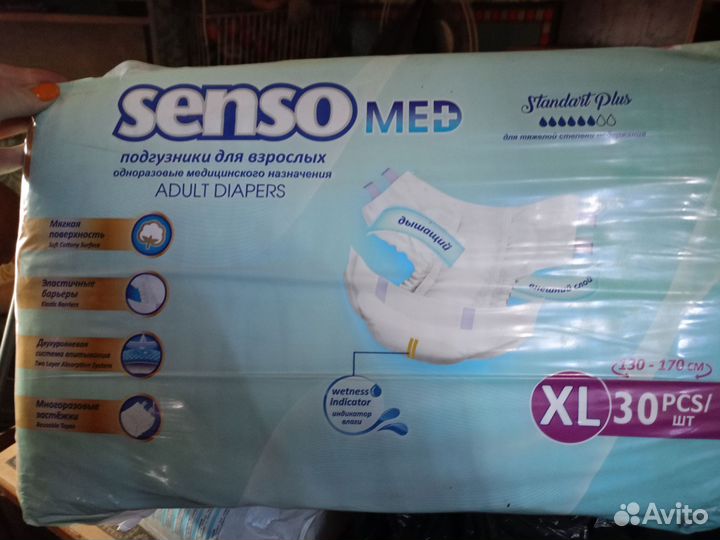 senso MED
Standart Plus
для тяжелой степени недержания
подгузники для взрослых
одноразовые медицинского назначения
ADULT DIAPERS
Мягкая
поверхность
Soft Cottony Surface
Эластичные
барьеры
Elastic Barriers
Двухуровневая
система впитывания
Two Layer Absorption System
Многоразовые
застёжки
Reusable Tapes
дышащий
внешний слой
wetness
indicator
индикатор
влаги
130 - 170 см
XL 30 PCS/
шт
Avito